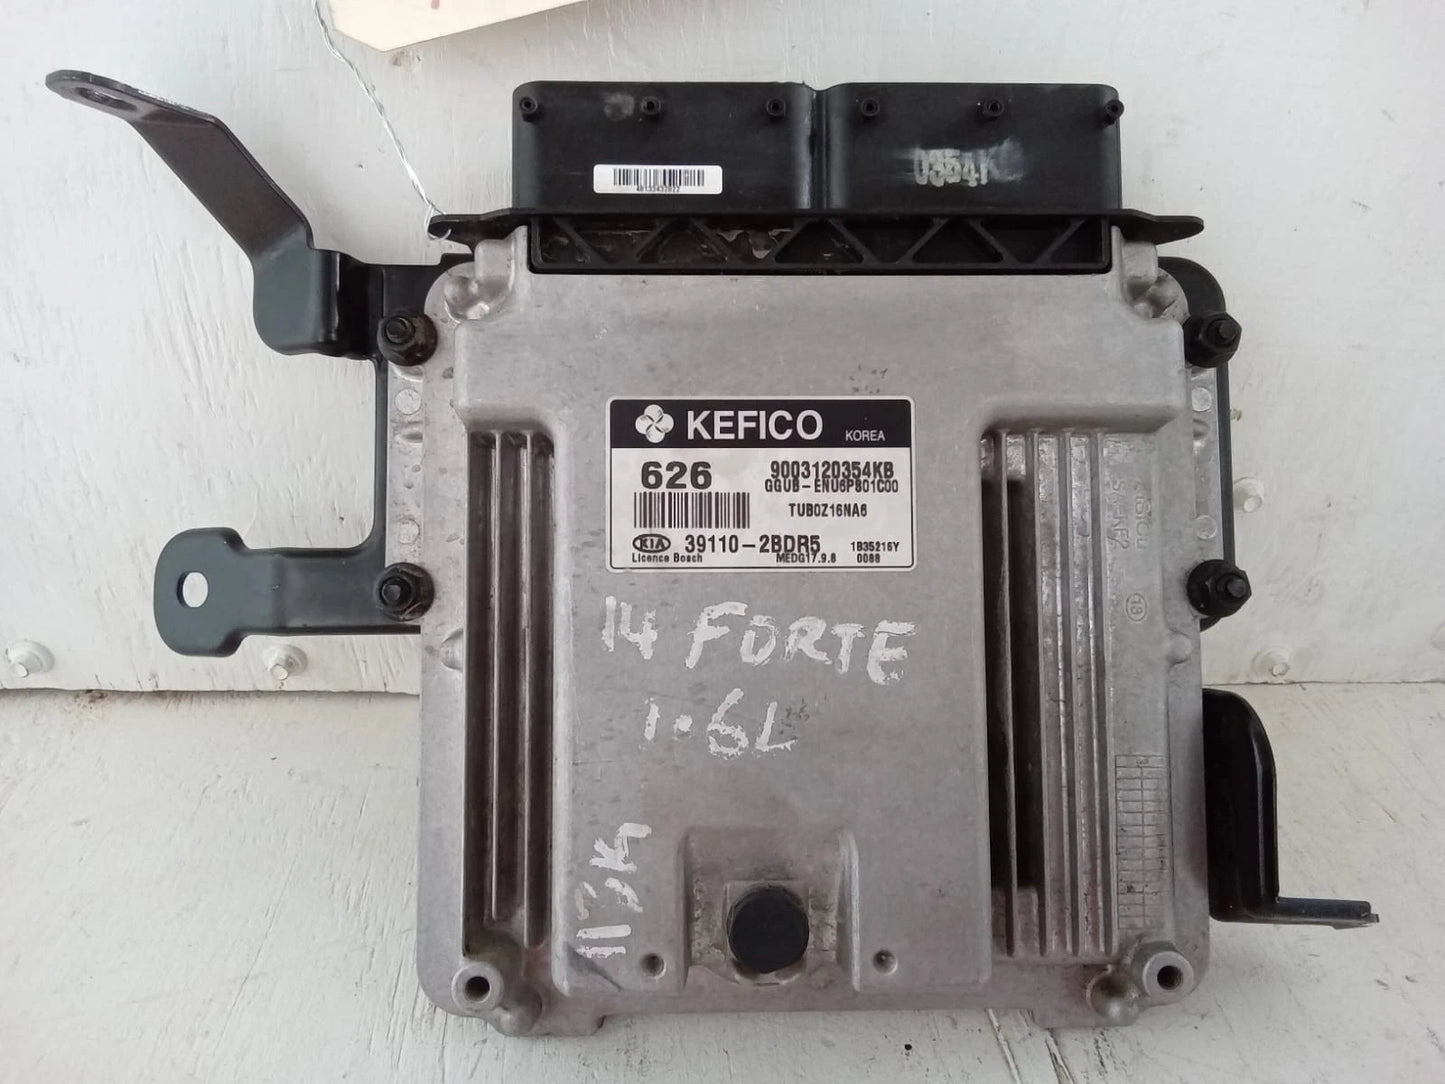 48133432822
0354K
KEFICO KOREA
626 9003120354KB
GGUB-ENU6P801C00
TUB0Z16NA6
KIA 39110-2BDR5 1B35216Y
Licence Bosch MEDG17.9.8 0088
14 FORTE
1.6L
113K